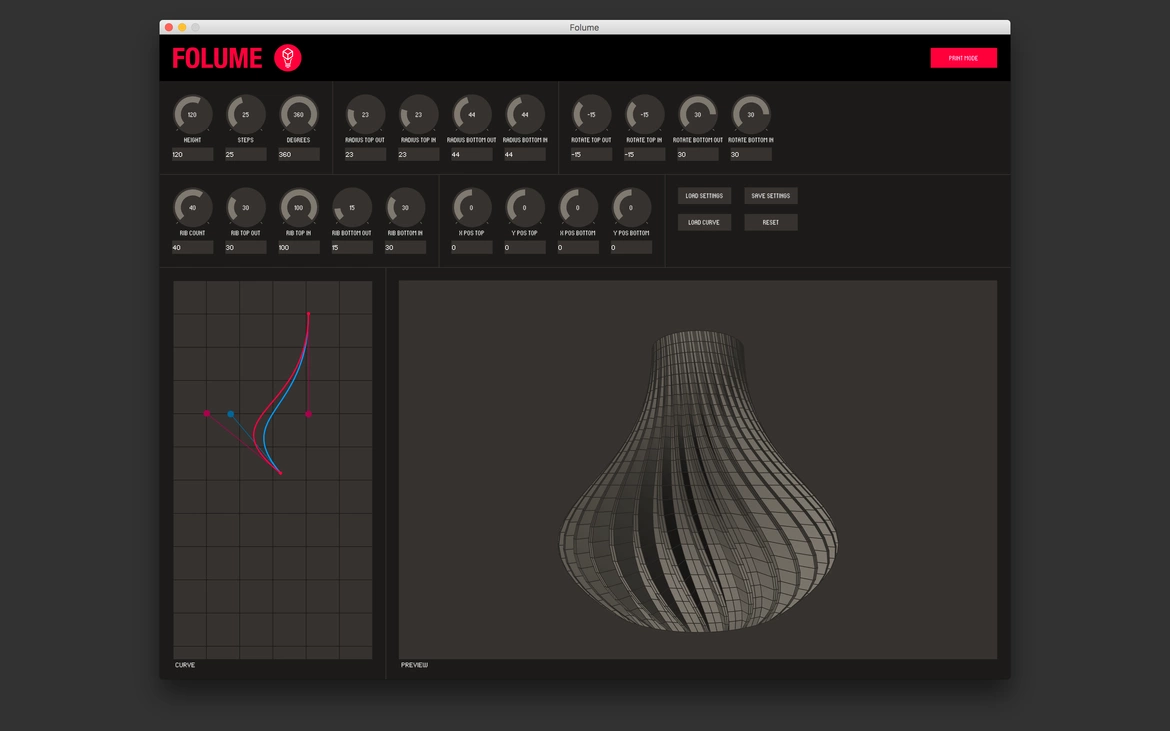 Folume
FOLUME
PRINT MODE
120 25 360 23 23 44 44 -15 -15 30 30
HEIGHT STEPS DEGREES RADIUS TOP OUT RADIUS TOP IN RADIUS BOTTOM OUT RADIUS BOTTOM IN ROTATE TOP OUT ROTATE TOP IN ROTATE BOTTOM OUT ROTATE BOTTOM IN
120 25 360 23 23 44 44 -15 -15 30 30
40 30 100 15 30 0 0 0 0
RIB COUNT RIB TOP OUT RIB TOP IN RIB BOTTOM OUT RIB BOTTOM IN X POS TOP Y POS TOP X POS BOTTOM Y POS BOTTOM
40 30 100 15 30 0 0 0 0
LOAD SETTINGS SAVE SETTINGS
LOAD CURVE RESET
CURVE
PREVIEW